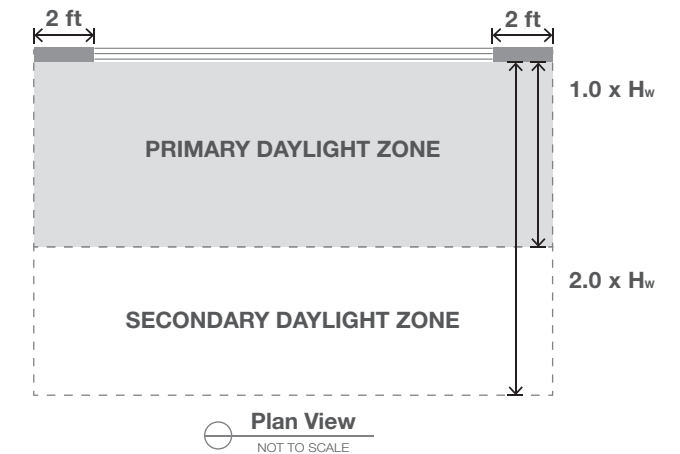 2 ft
2 ft
1.0 x Hw
PRIMARY DAYLIGHT ZONE
2.0 x Hw
SECONDARY DAYLIGHT ZONE
Plan View
NOT TO SCALE